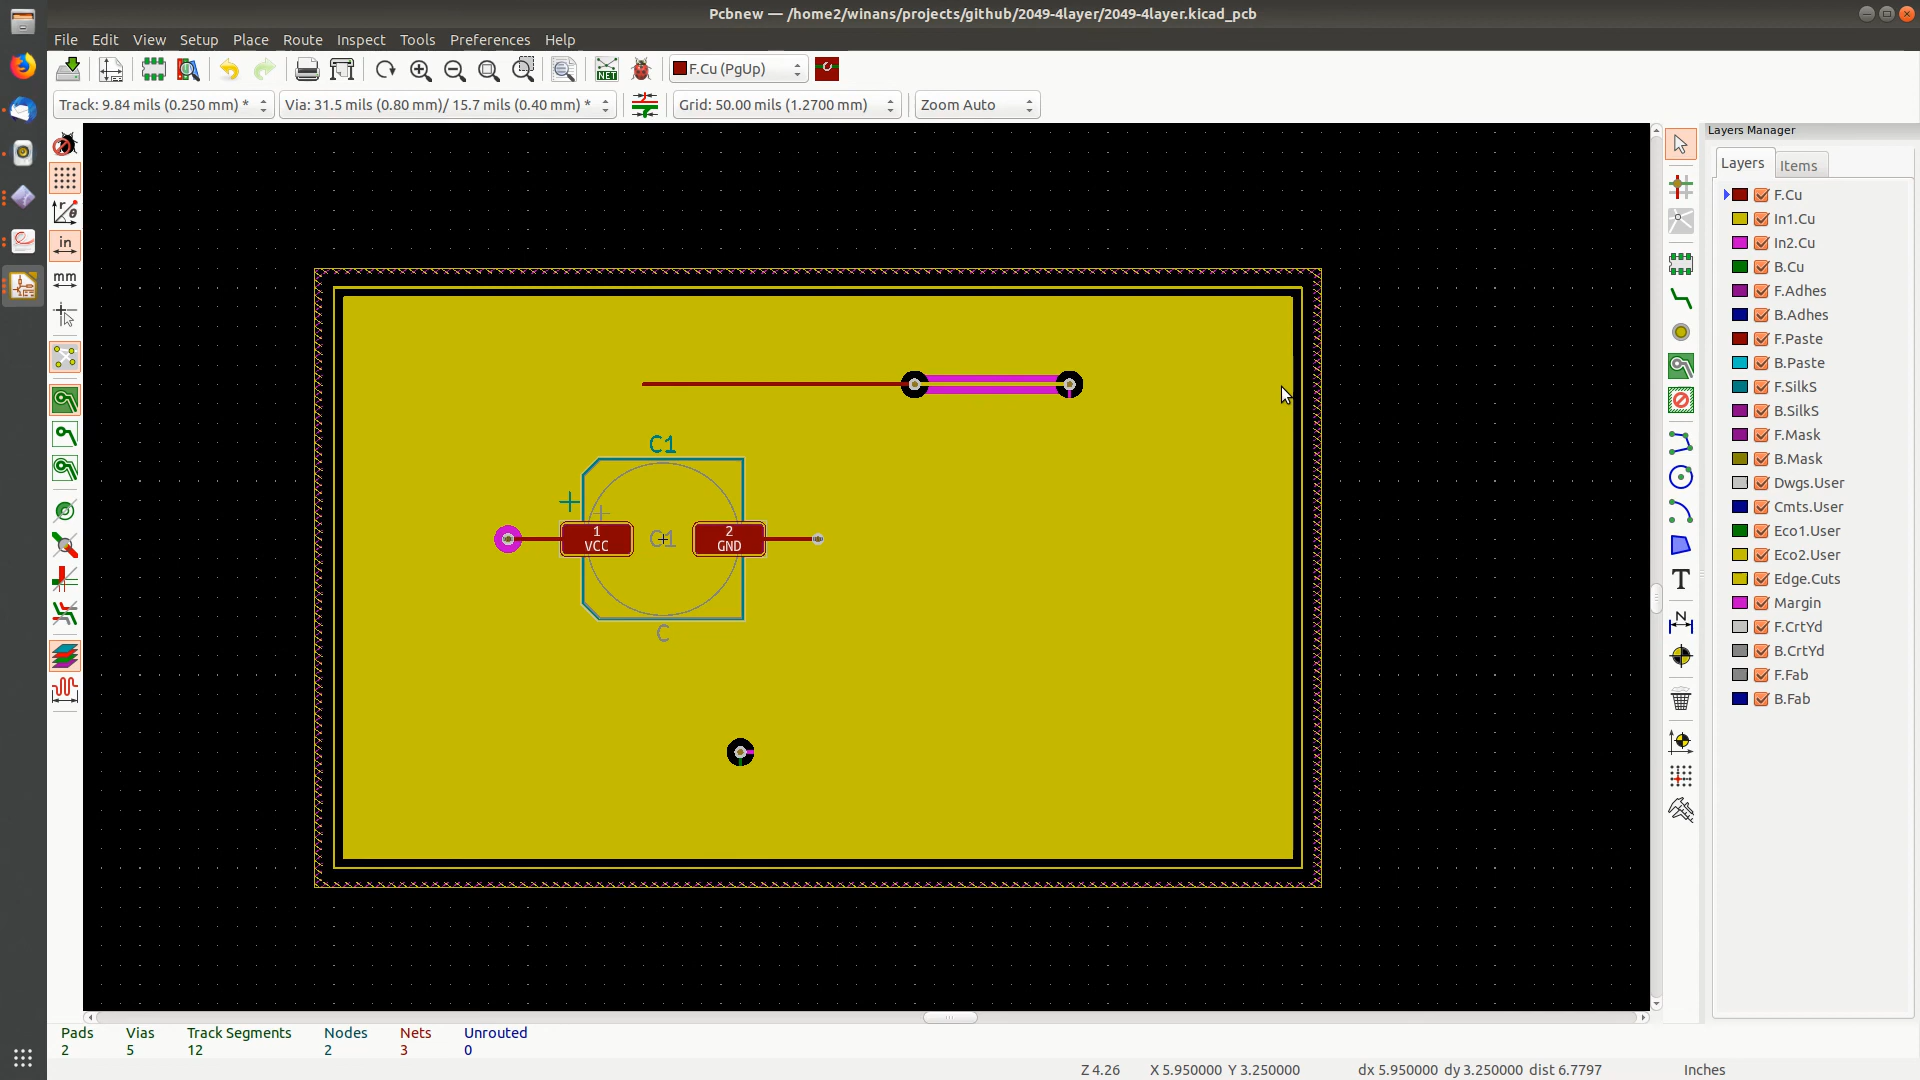 Pcbnew — /home2/winans/projects/github/2049-4layer/2049-4layer.kicad_pcb
File Edit View Setup Place Route Inspect Tools Preferences Help
NET
F.Cu (PgUp)
Track: 9.84 mils (0.250 mm) *
Via: 31.5 mils (0.80 mm)/ 15.7 mils (0.40 mm) *
Grid: 50.00 mils (1.2700 mm)
Zoom Auto
in
mm
Layers Manager
Layers Items
F.Cu
In1.Cu
In2.Cu
B.Cu
F.Adhes
B.Adhes
F.Paste
B.Paste
F.SilkS
B.SilkS
F.Mask
B.Mask
Dwgs.User
Cmts.User
Eco1.User
Eco2.User
Edge.Cuts
Margin
F.CrtYd
B.CrtYd
F.Fab
B.Fab
C1
1
VCC
C1
2
GND
C
T
N
Pads Vias Track Segments Nodes Nets Unrouted
2 5 12 2 3 0
Z 4.26 X 5.950000 Y 3.250000 dx 5.950000 dy 3.250000 dist 6.7797 Inches